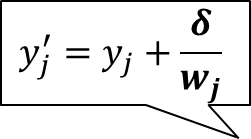 y′ⱼ = yⱼ + δ/wⱼ